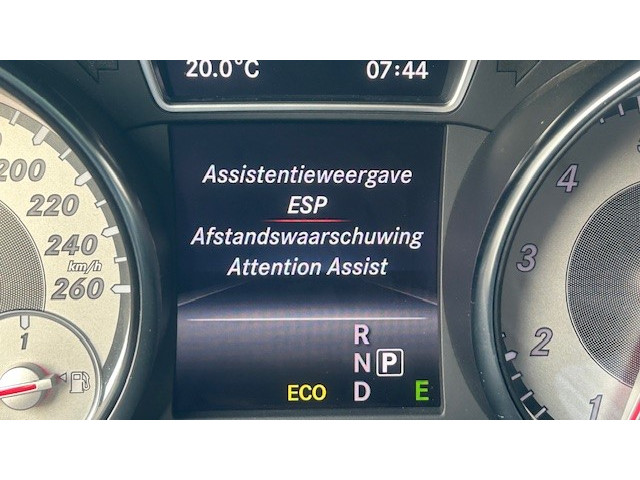 20.0°C 07:44
Assistentieweergave
ESP
Afstandswaarschuwing
Attention Assist
200
220
240
km/h
260
1
R
N P
ECO D E
4
3
2
1